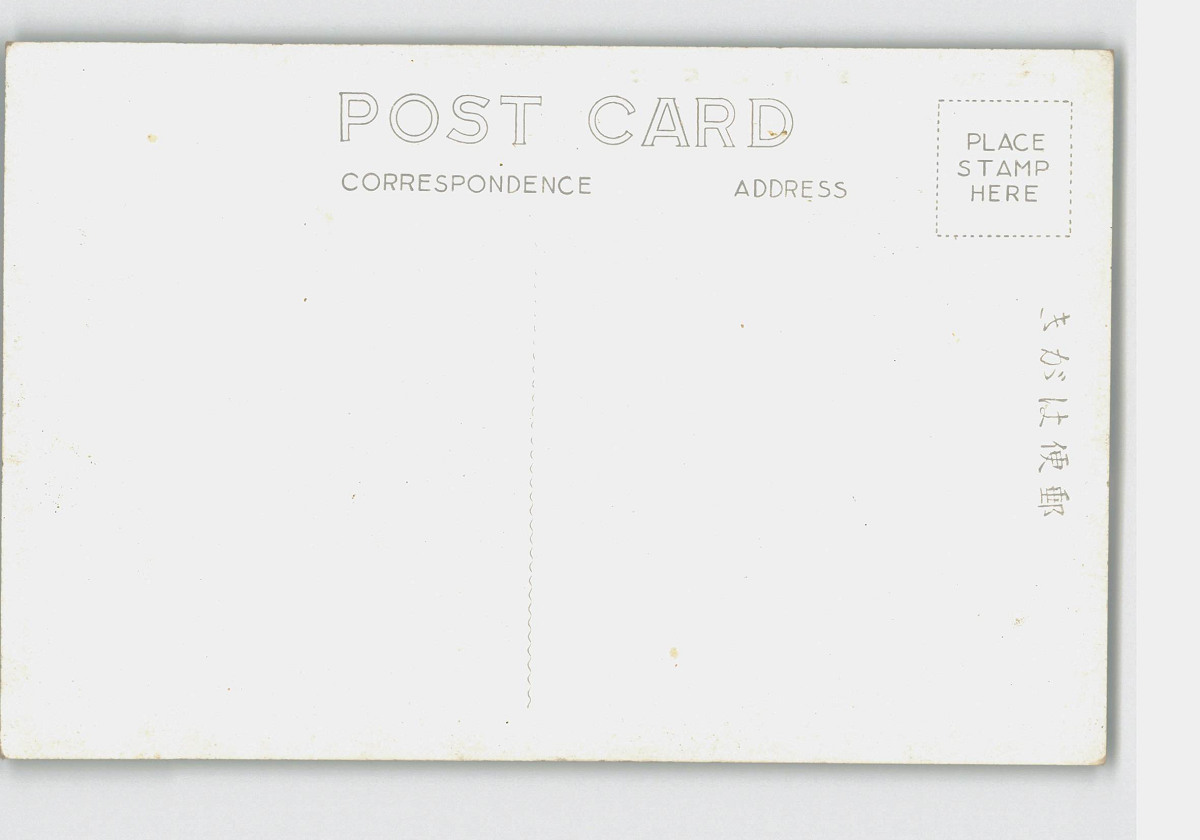 POST CARD
CORRESPONDENCE
ADDRESS
PLACE
STAMP
HERE
郵便はがき